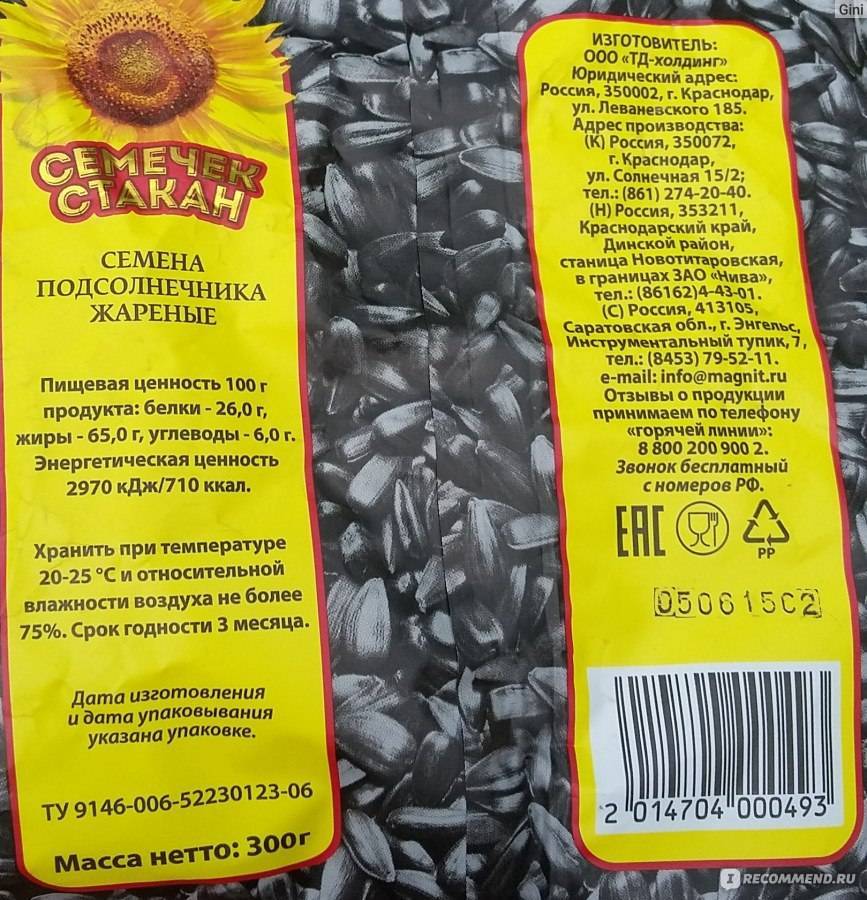 СЕМЕЧЕК
СТАКАН
СЕМЕНА
ПОДСОЛНЕЧНИКА
ЖАРЕНЫЕ
Пищевая ценность 100 г
продукта: белки - 26,0 г,
жиры - 65,0 г, углеводы - 6,0 г.
Энергетическая ценность
2970 кДж/710 ккал.
Хранить при температуре
20-25 °С и относительной
влажности воздуха не более
75%. Срок годности 3 месяца.
Дата изготовления
и дата упаковывания
указана упаковке.
ТУ 9146-006-52230123-06
Масса нетто: 300г
Gini
ИЗГОТОВИТЕЛЬ:
ООО «ТД-холдинг»
Юридический адрес:
Россия, 350002, г. Краснодар,
ул. Леваневского 185.
Адрес производства:
(К) Россия, 350072,
г. Краснодар,
ул. Солнечная 15/2;
тел.: (861) 274-20-40.
(Н) Россия, 353211,
Краснодарский край,
Динской район,
станица Новотитаровская,
в границах ЗАО «Нива»,
тел.: (86162)4-43-01.
(С) Россия, 413105,
Саратовская обл., г. Энгельс,
Инструментальный тупик, 7,
тел.: (8453) 79-52-11.
e-mail: info@magnit.ru
Отзывы о продукции
принимаем по телефону
«горячей линии»:
8 800 200 900 2.
Звонок бесплатный
с номеров РФ.
ЕАС
PP
050615С2
2 014704 000493
I RECOMMEND.RU